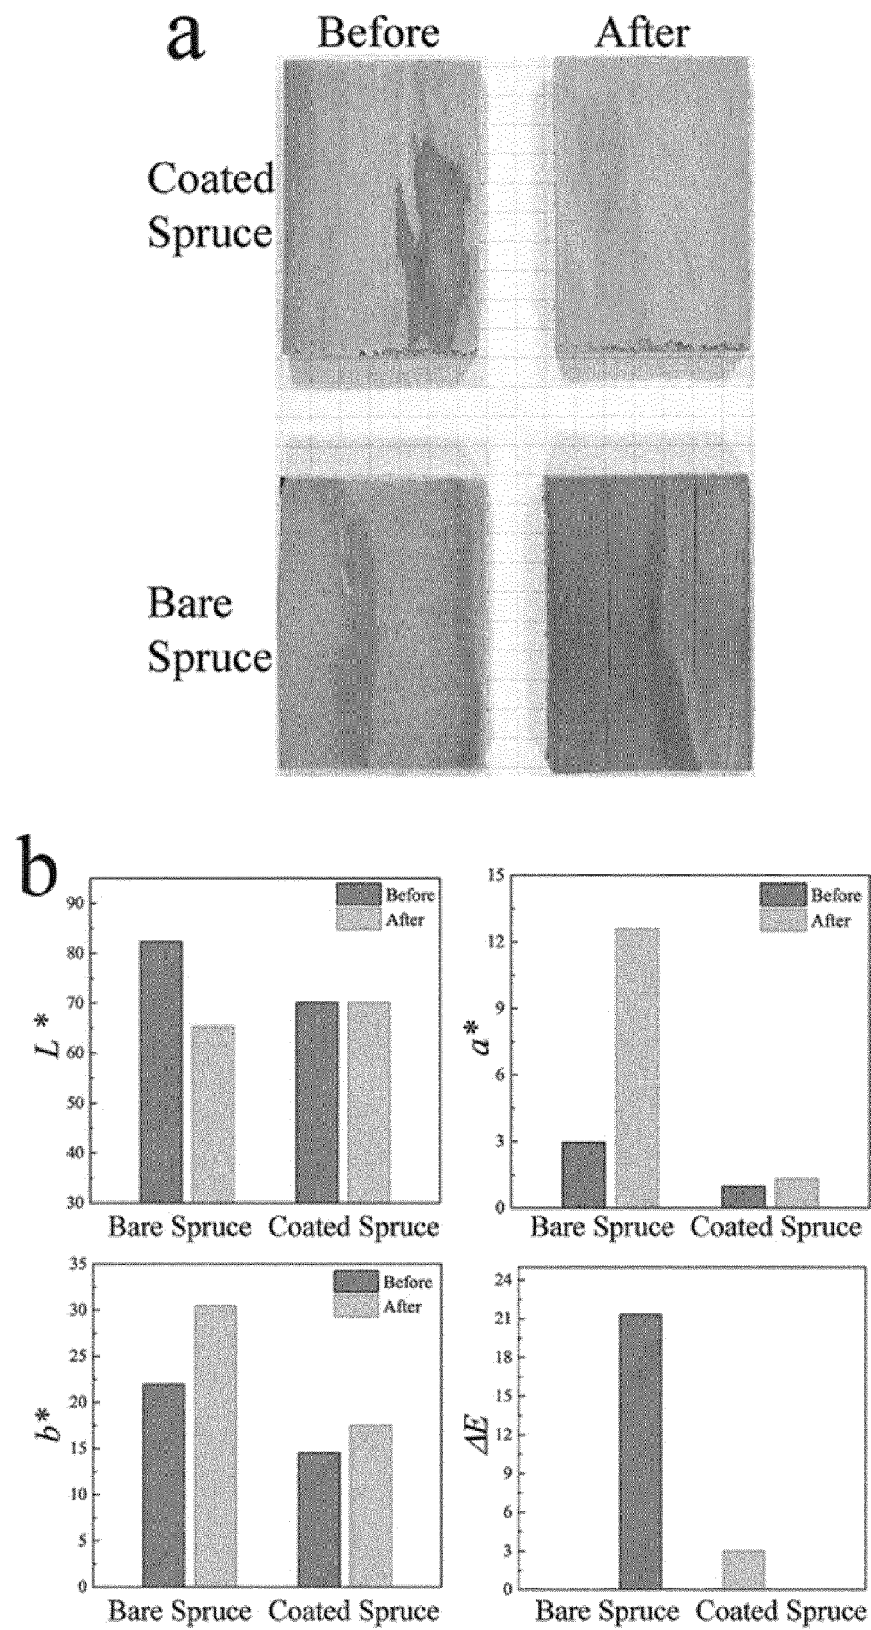 a
Before After
Coated
Spruce
Bare
Spruce
b
L*
90
80
70
60
50
40
30
Before
After
Bare Spruce Coated Spruce
a*
15
12
9
6
3
0
Before
After
Bare Spruce Coated Spruce
b*
35
30
25
20
15
10
5
0
Before
After
Bare Spruce Coated Spruce
ΔE
24
21
18
15
12
9
6
3
0
Bare Spruce Coated Spruce